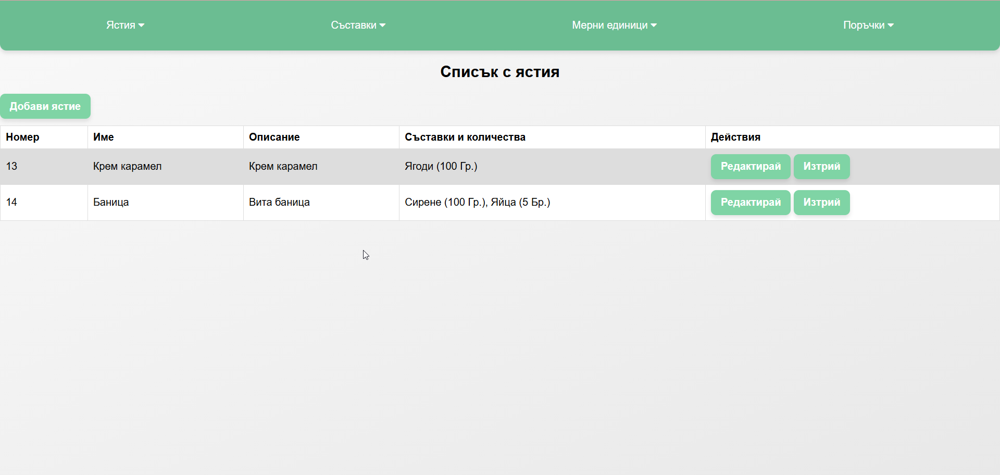 Ястия Съставки Мерни единици Поръчки
Списък с ястия
Добави ястие
Номер Име Описание Съставки и количества Действия
13 Крем карамел Крем карамел Ягоди (100 Гр.) Редактирай Изтрий
14 Баница Вита баница Сирене (100 Гр.), Яйца (5 Бр.) Редактирай Изтрий